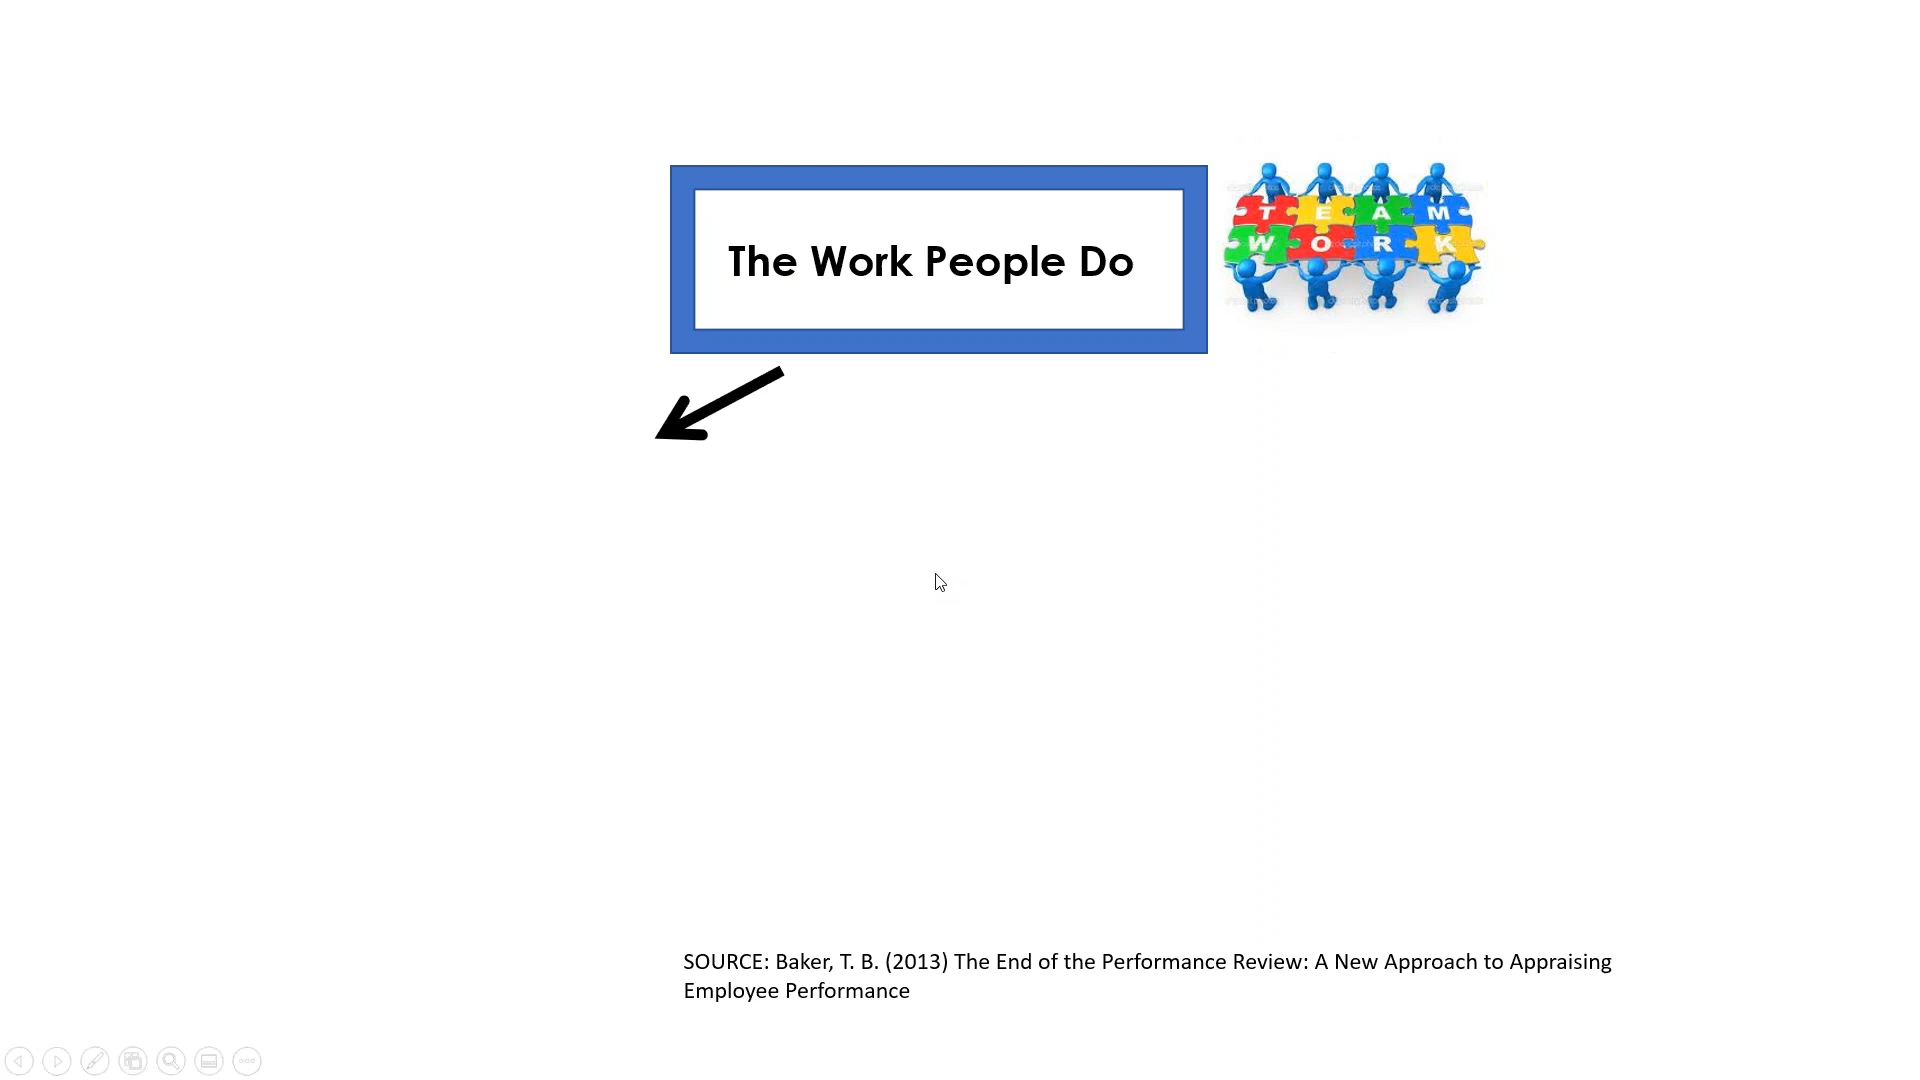 The Work People Do
T E A M
W O R K
SOURCE: Baker, T. B. (2013) The End of the Performance Review: A New Approach to Appraising
Employee Performance